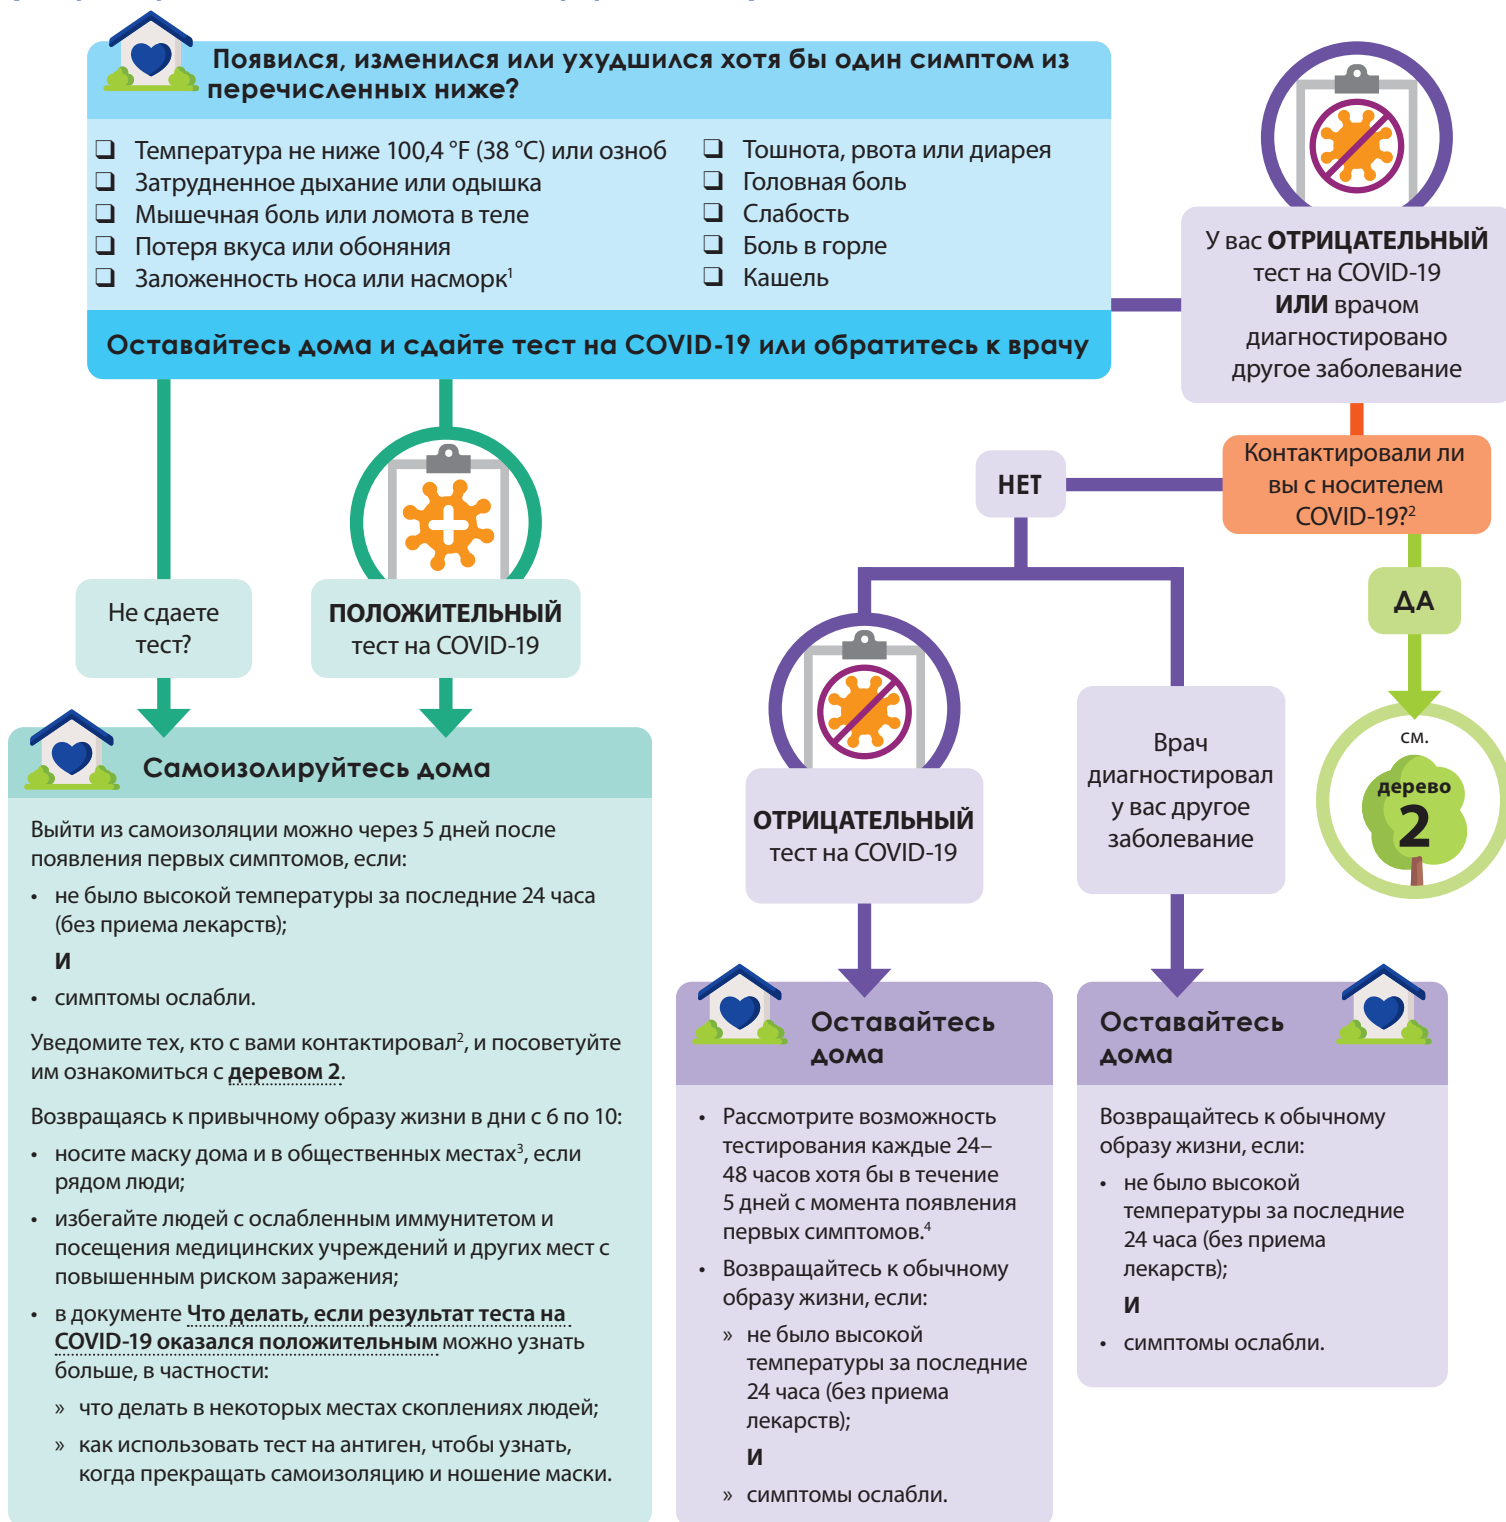 Появился, изменился или ухудшился хотя бы один симптом из
перечисленных ниже?
❑ Температура не ниже 100,4 °F (38 °C) или озноб
❑ Затрудненное дыхание или одышка
❑ Мышечная боль или ломота в теле
❑ Потеря вкуса или обоняния
❑ Заложенность носа или насморк¹
❑ Тошнота, рвота или диарея
❑ Головная боль
❑ Слабость
❑ Боль в горле
❑ Кашель
Оставайтесь дома и сдайте тест на COVID-19 или обратитесь к врачу
У вас ОТРИЦАТЕЛЬНЫЙ
тест на COVID-19
ИЛИ врачом
диагностировано
другое заболевание
Контактировали ли
вы с носителем
COVID-19?²
НЕТ
ДА
см.
дерево
2
Не сдаете
тест?
ПОЛОЖИТЕЛЬНЫЙ
тест на COVID-19
Самоизолируйтесь дома
Выйти из самоизоляции можно через 5 дней после
появления первых симптомов, если:
• не было высокой температуры за последние 24 часа
(без приема лекарств);
И
• симптомы ослабли.
Уведомите тех, кто с вами контактировал², и посоветуйте
им ознакомиться с деревом 2.
Возвращаясь к привычному образу жизни в дни с 6 по 10:
• носите маску дома и в общественных местах³, если
рядом люди;
• избегайте людей с ослабленным иммунитетом и
посещения медицинских учреждений и других мест с
повышенным риском заражения;
• в документе Что делать, если результат теста на
COVID-19 оказался положительным можно узнать
больше, в частности:
» что делать в некоторых местах скоплениях людей;
» как использовать тест на антиген, чтобы узнать,
когда прекращать самоизоляцию и ношение маски.
ОТРИЦАТЕЛЬНЫЙ
тест на COVID-19
Оставайтесь
дома
• Рассмотрите возможность
тестирования каждые 24–
48 часов хотя бы в течение
5 дней с момента появления
первых симптомов.⁴
• Возвращайтесь к обычному
образу жизни, если:
» не было высокой
температуры за последние
24 часа (без приема
лекарств);
И
» симптомы ослабли.
Врач
диагностировал
у вас другое
заболевание
Оставайтесь
дома
Возвращайтесь к обычному
образу жизни, если:
• не было высокой
температуры за последние
24 часа (без приема
лекарств);
И
• симптомы ослабли.